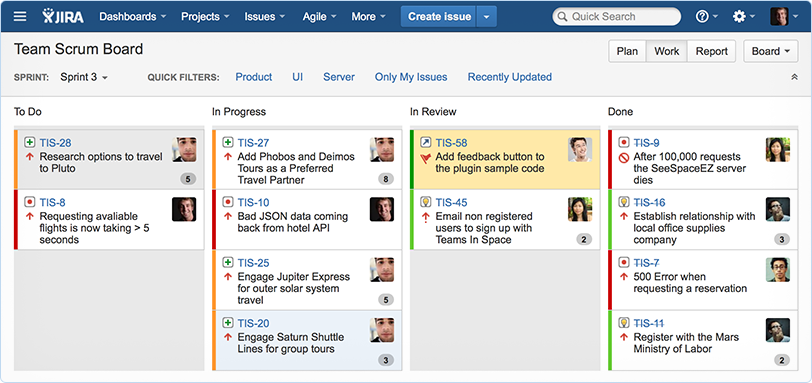 JIRA Dashboards Projects Issues Agile More Create issue Quick Search
Team Scrum Board Plan Work Report Board
SPRINT: Sprint 3 QUICK FILTERS: Product UI Server Only My Issues Recently Updated
To Do
TIS-28
Research options to travel
to Pluto
5
TIS-8
Requesting avaliable
flights is now taking > 5
seconds
In Progress
TIS-27
Add Phobos and Deimos
Tours as a Preferred
Travel Partner
8
TIS-10
Bad JSON data coming
back from hotel API
TIS-25
Engage Jupiter Express
for outer solar system
travel
5
TIS-20
Engage Saturn Shuttle
Lines for group tours
3
In Review
TIS-58
Add feedback button to
the plugin sample code
TIS-45
Email non registered
users to sign up with
Teams In Space
2
Done
TIS-9
After 100,000 requests
the SeeSpaceEZ server
dies
TIS-16
Establish relationship with
local office supplies
company
3
TIS-7
500 Error when
requesting a reservation
TIS-11
Register with the Mars
Ministry of Labor
2